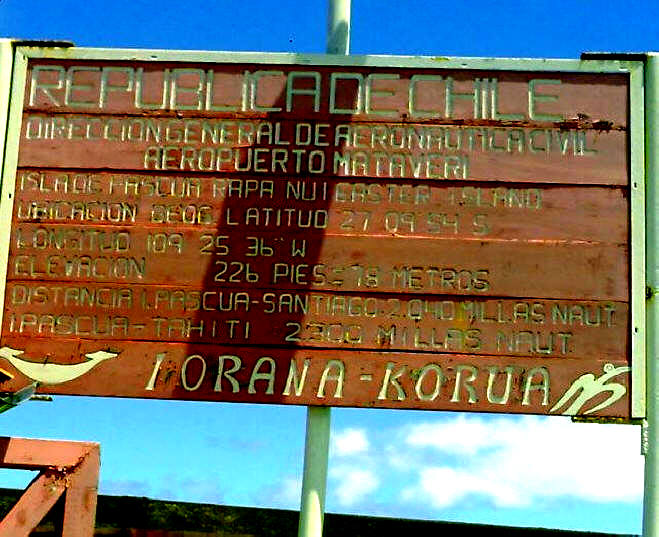 REPUBLICA DE CHILE
DIRECCION GENERAL DE AERONAUTICA CIVIL
AEROPUERTO MATAVERI
ISLA DE PASCUA RAPA NUI EASTER ISLAND
UBICACION GEOG LATITUD 27 09 54 S
LONGITUD 109 25 36" W
ELEVACION 226 PIES=78 METROS
DISTANCIA I.PASCUA-SANTIAGO-2.040 MILLAS NAUT
I.PASCUA-TAHITI 2300 MILLAS NAUT
IORANA-KORUA